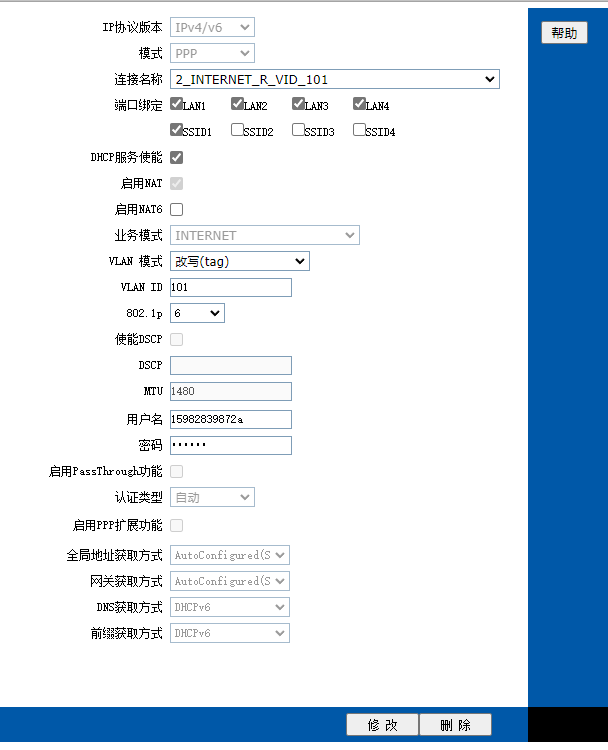 IP协议版本 IPv4/v6 帮助
模式 PPP
连接名称 2_INTERNET_R_VID_101
端口绑定 LAN1 LAN2 LAN3 LAN4
SSID1 SSID2 SSID3 SSID4
DHCP服务使能
启用NAT
启用NAT6
业务模式 INTERNET
VLAN 模式 改写(tag)
VLAN ID 101
802.1p 6
使能DSCP
DSCP
MTU 1480
用户名 15982839872a
密码 ••••••
启用PassThrough功能
认证类型 自动
启用PPP扩展功能
全局地址获取方式 AutoConfigured(S
网关获取方式 AutoConfigured(S
DNS获取方式 DHCPv6
前缀获取方式 DHCPv6
修 改 删 除